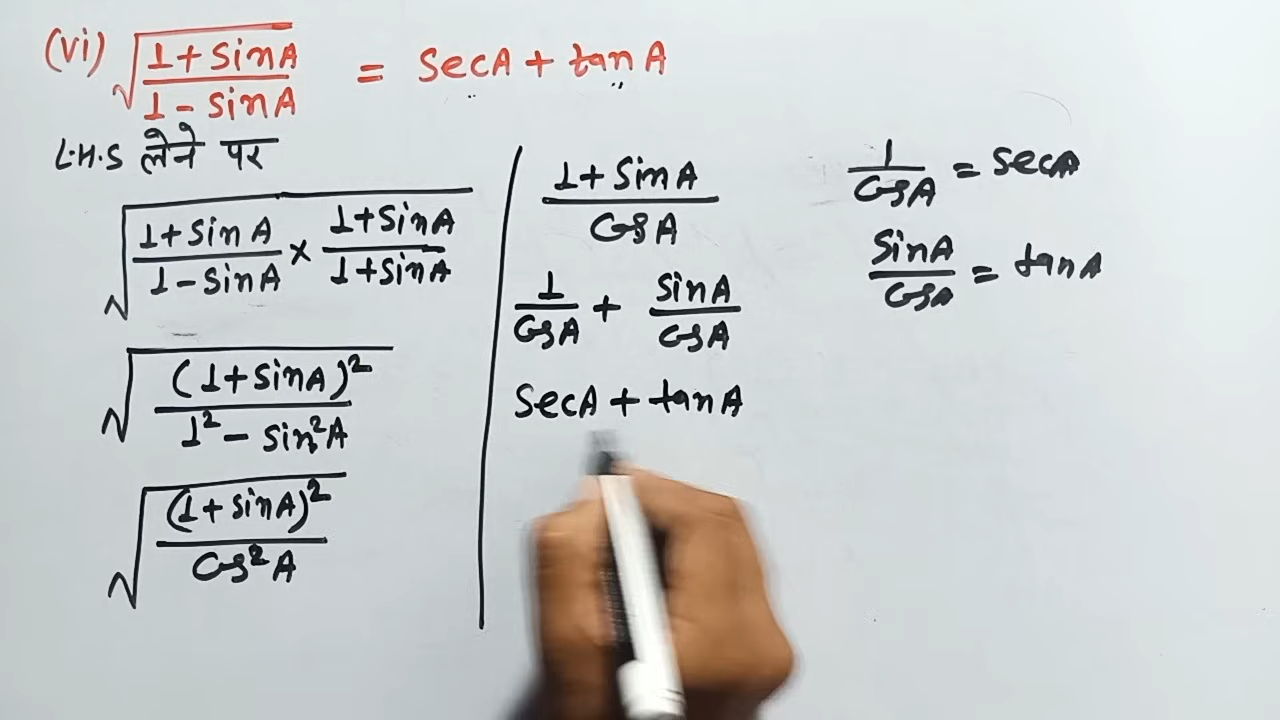 (vi) √((1 + sinA)/(1 - sinA)) = secA + tanA
L.H.S लेने पर
√((1 + sinA)/(1 - sinA) × (1 + sinA)/(1 + sinA))
√((1 + sinA)²/(1² - sin²A))
√((1 + sinA)²/cos²A)
(1 + sinA)/cosA
1/cosA + sinA/cosA
secA + tanA
1/cosA = secA
sinA/cosA = tanA